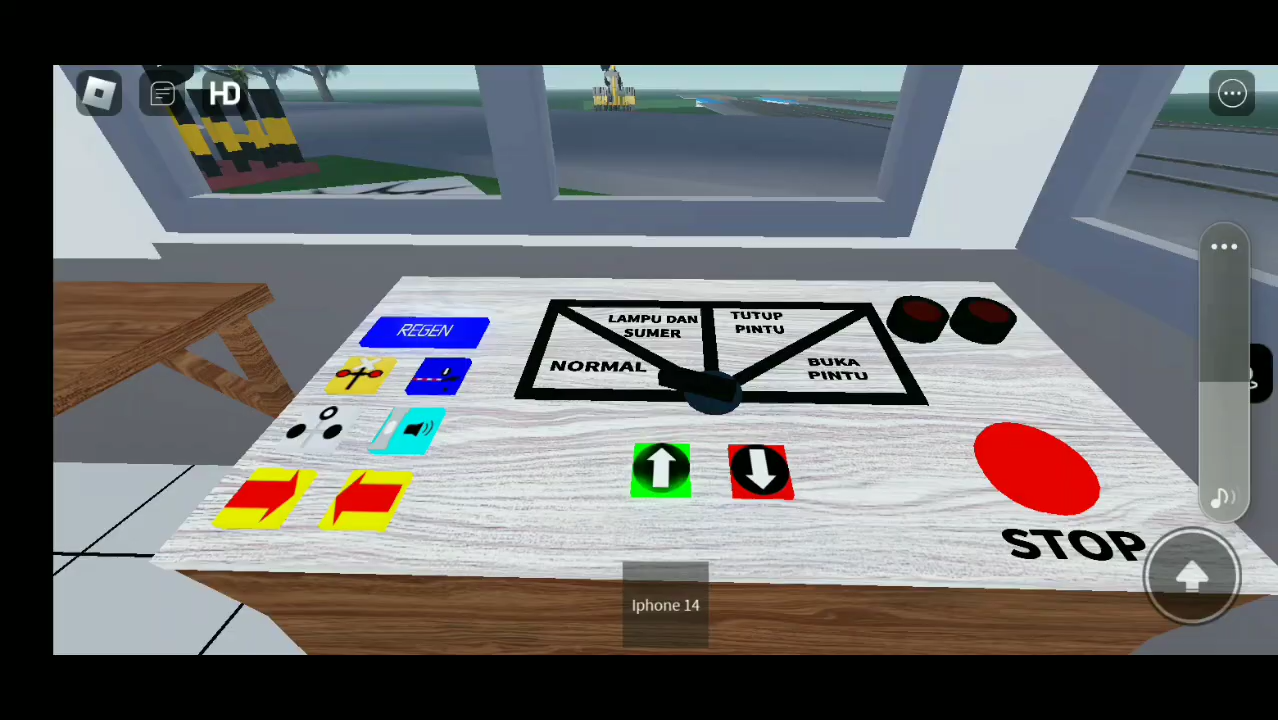 HD
REGEN
LAMPU DAN
SUMER
TUTUP
PINTU
NORMAL
BUKA
PINTU
STOP
Iphone 14